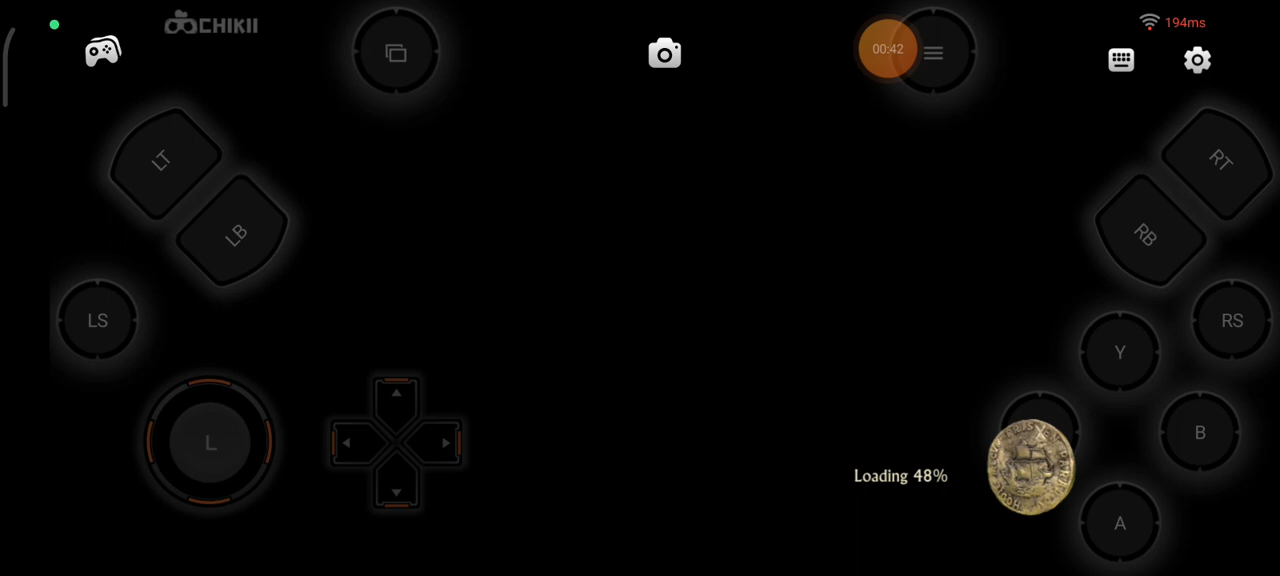 CHIKII
00:42
194ms
LT
RT
LB
RB
LS
RS
Y
L
B
Loading 48%
A